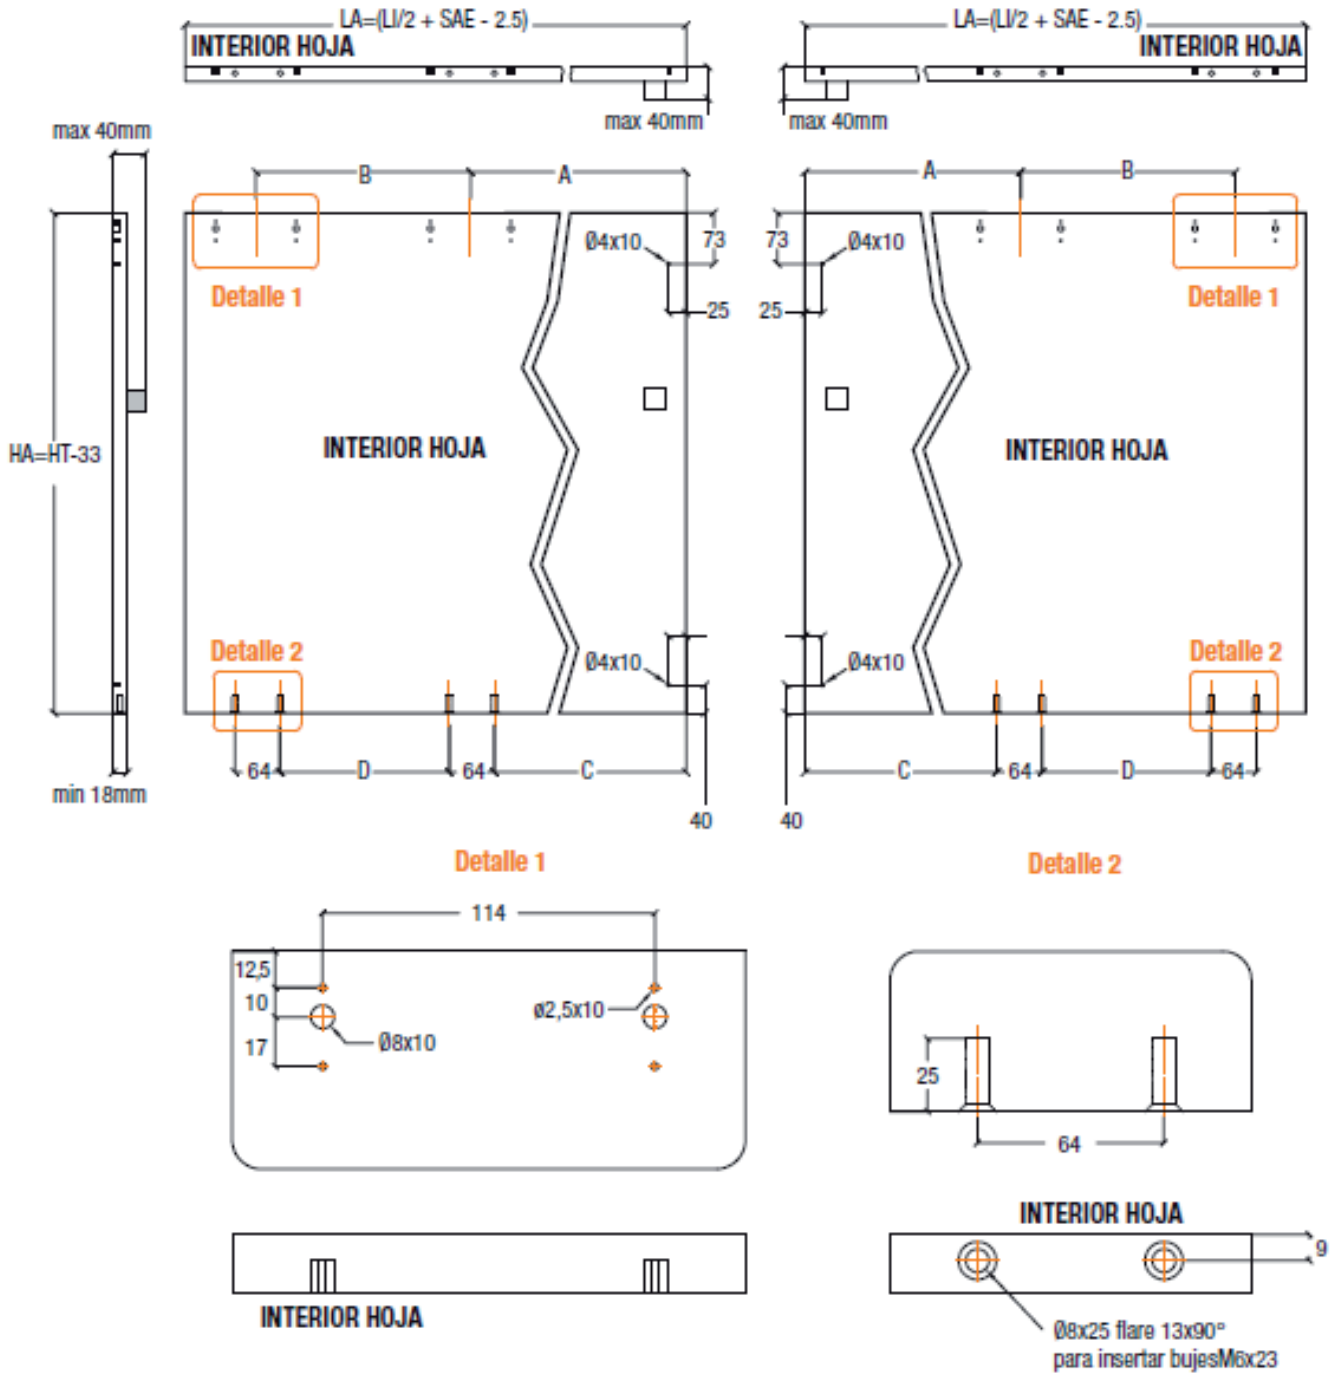 LA=(LI/2 + SAE - 2.5)
LA=(LI/2 + SAE - 2.5)
INTERIOR HOJA
INTERIOR HOJA
max 40mm
max 40mm
max 40mm
B
A
A
B
Ø4x10
73
73
Ø4x10
Detalle 1
25
25
Detalle 1
HA=HT-33
INTERIOR HOJA
INTERIOR HOJA
Detalle 2
Ø4x10
Ø4x10
Detalle 2
64
D
64
C
C
64
D
64
min 18mm
40
40
Detalle 1
Detalle 2
114
12,5
10
17
ø2,5x10
Ø8x10
25
64
INTERIOR HOJA
INTERIOR HOJA
9
Ø8x25 flare 13x90°
para insertar bujesM6x23